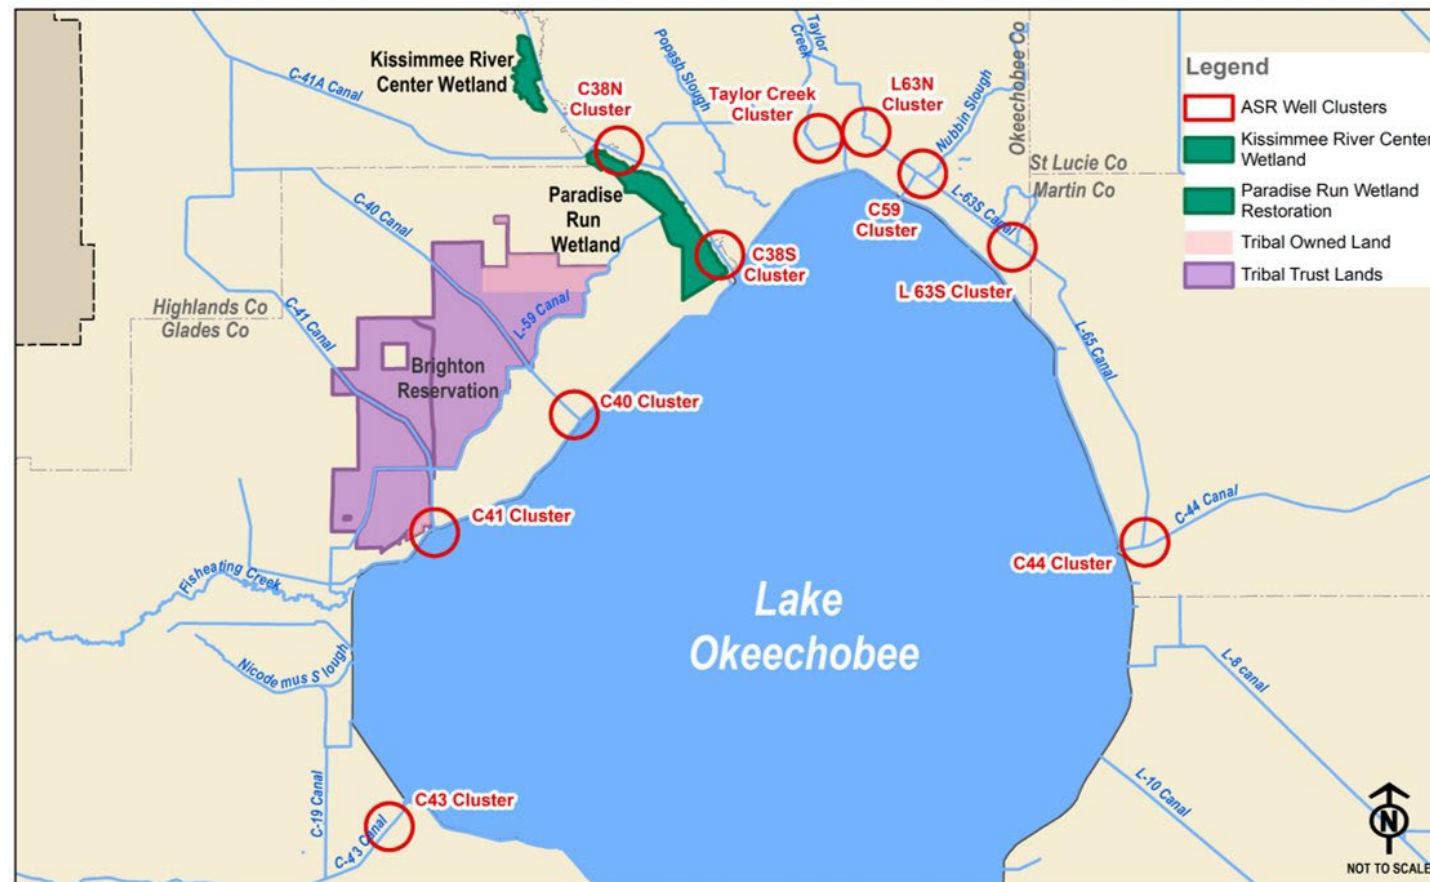 Kissimmee River
Center Wetland
C-41A Canal
C38N
Cluster
Popash Slough
Taylor
Creek
Taylor Creek
Cluster
L63N
Cluster
Nubbin Slough
Okeechobee Co
St Lucie Co
Martin Co
Legend
ASR Well Clusters
Kissimmee River Center
Wetland
Paradise Run Wetland
Restoration
Tribal Owned Land
Tribal Trust Lands
C-40 Canal
Paradise
Run
Wetland
C38S
Cluster
C59
Cluster
L-63S Canal
L 63S Cluster
Highlands Co
Glades Co
C-41 Canal
L-59 Canal
Brighton
Reservation
L-65 Canal
C40 Cluster
C41 Cluster
C-44 Canal
C44 Cluster
Fisheating Creek
Lake
Okeechobee
Nicode mus S lough
L-8 canal
C-19 Canal
C43 Cluster
C-43 Canal
L-10 Canal
N
NOT TO SCALE